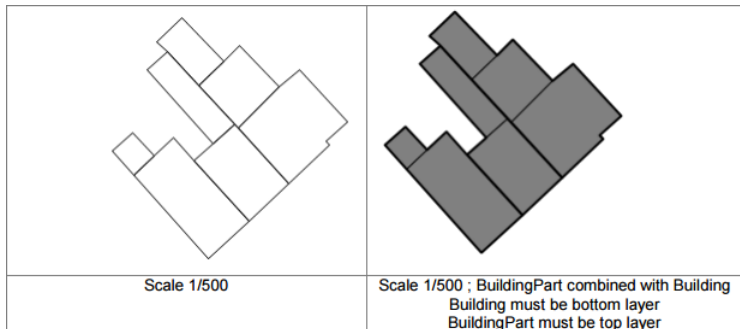 Scale 1/500
Scale 1/500 ; BuildingPart combined with Building
Building must be bottom layer
BuildingPart must be top layer